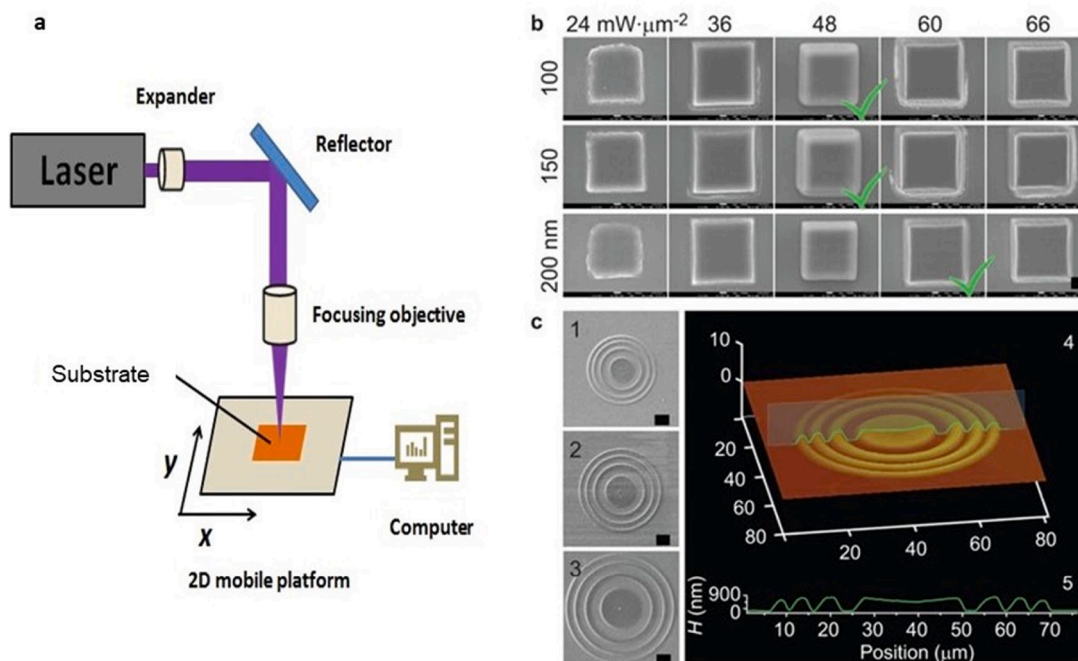 a
Expander
Laser
Reflector
Focusing objective
Substrate
y
x
Computer
2D mobile platform
b
24 mW·μm-2 36 48 60 66
100
150
200 nm
c
1
2
3
4
10
0
20
40
60
80
20
40
60
80
5
900
0
H (nm)
10 20 30 40 50 60 70
Position (μm)